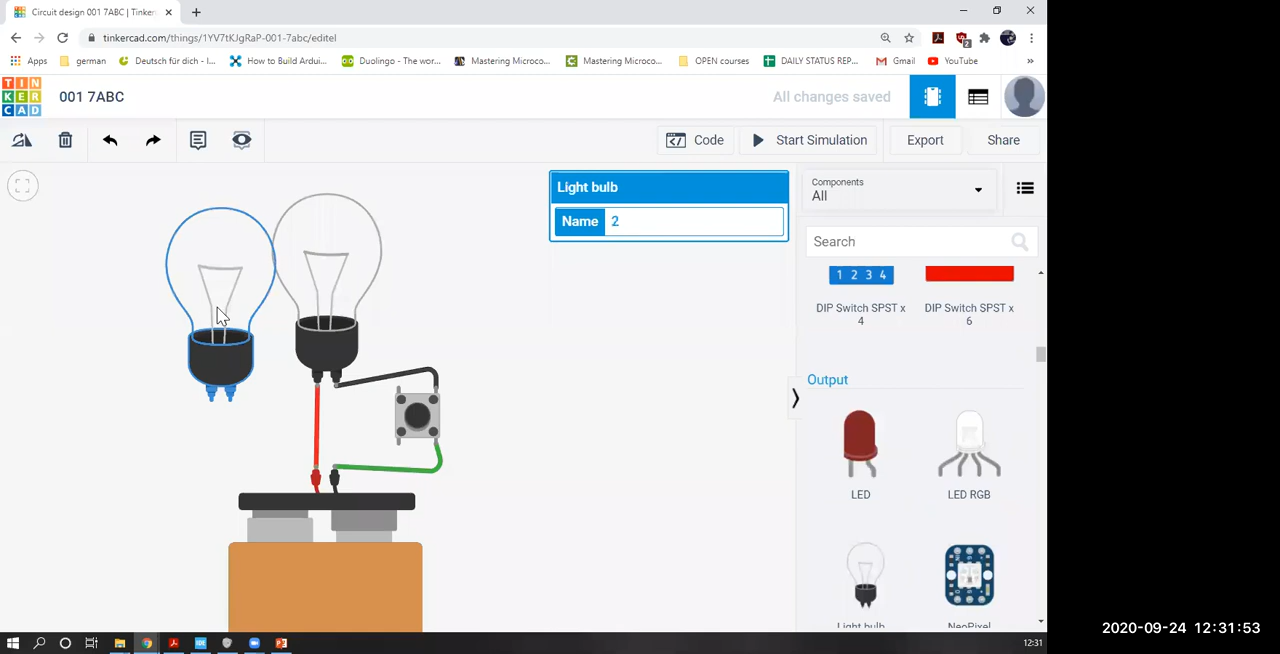 Circuit design 001 7ABC | Tinker
tinkercad.com/things/1YV7tKJgRaP-001-7abc/editel
Apps german Deutsch für dich - I... How to Build Arduin... Duolingo - The wor... Mastering Microco... Mastering Microco... OPEN courses DAILY STATUS REP... Gmail YouTube »
TIN
KER
CAD
001 7ABC
All changes saved
Code Start Simulation Export Share
Light bulb
Name 2
Components
All
Search
1 2 3 4
DIP Switch SPST x 4
DIP Switch SPST x 6
Output
LED LED RGB
Light bulb NeoPixel
12:31
2020-09-24 12:31:53